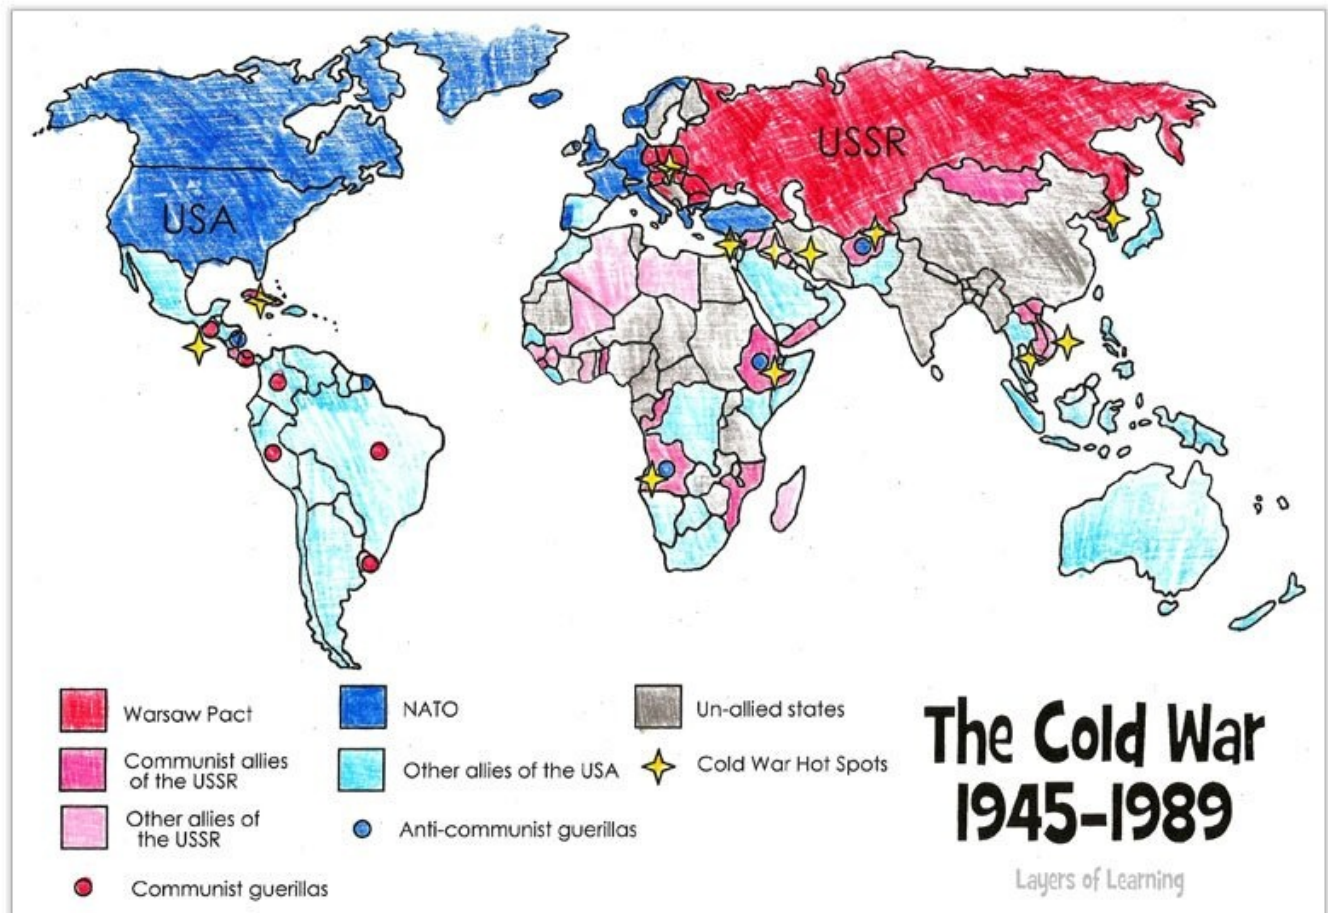 USA
USSR
Warsaw Pact
Communist allies
of the USSR
Other allies of
the USSR
Communist guerillas
NATO
Other allies of the USA
Anti-communist guerillas
Un-allied states
Cold War Hot Spots
The Cold War
1945-1989
Layers of Learning